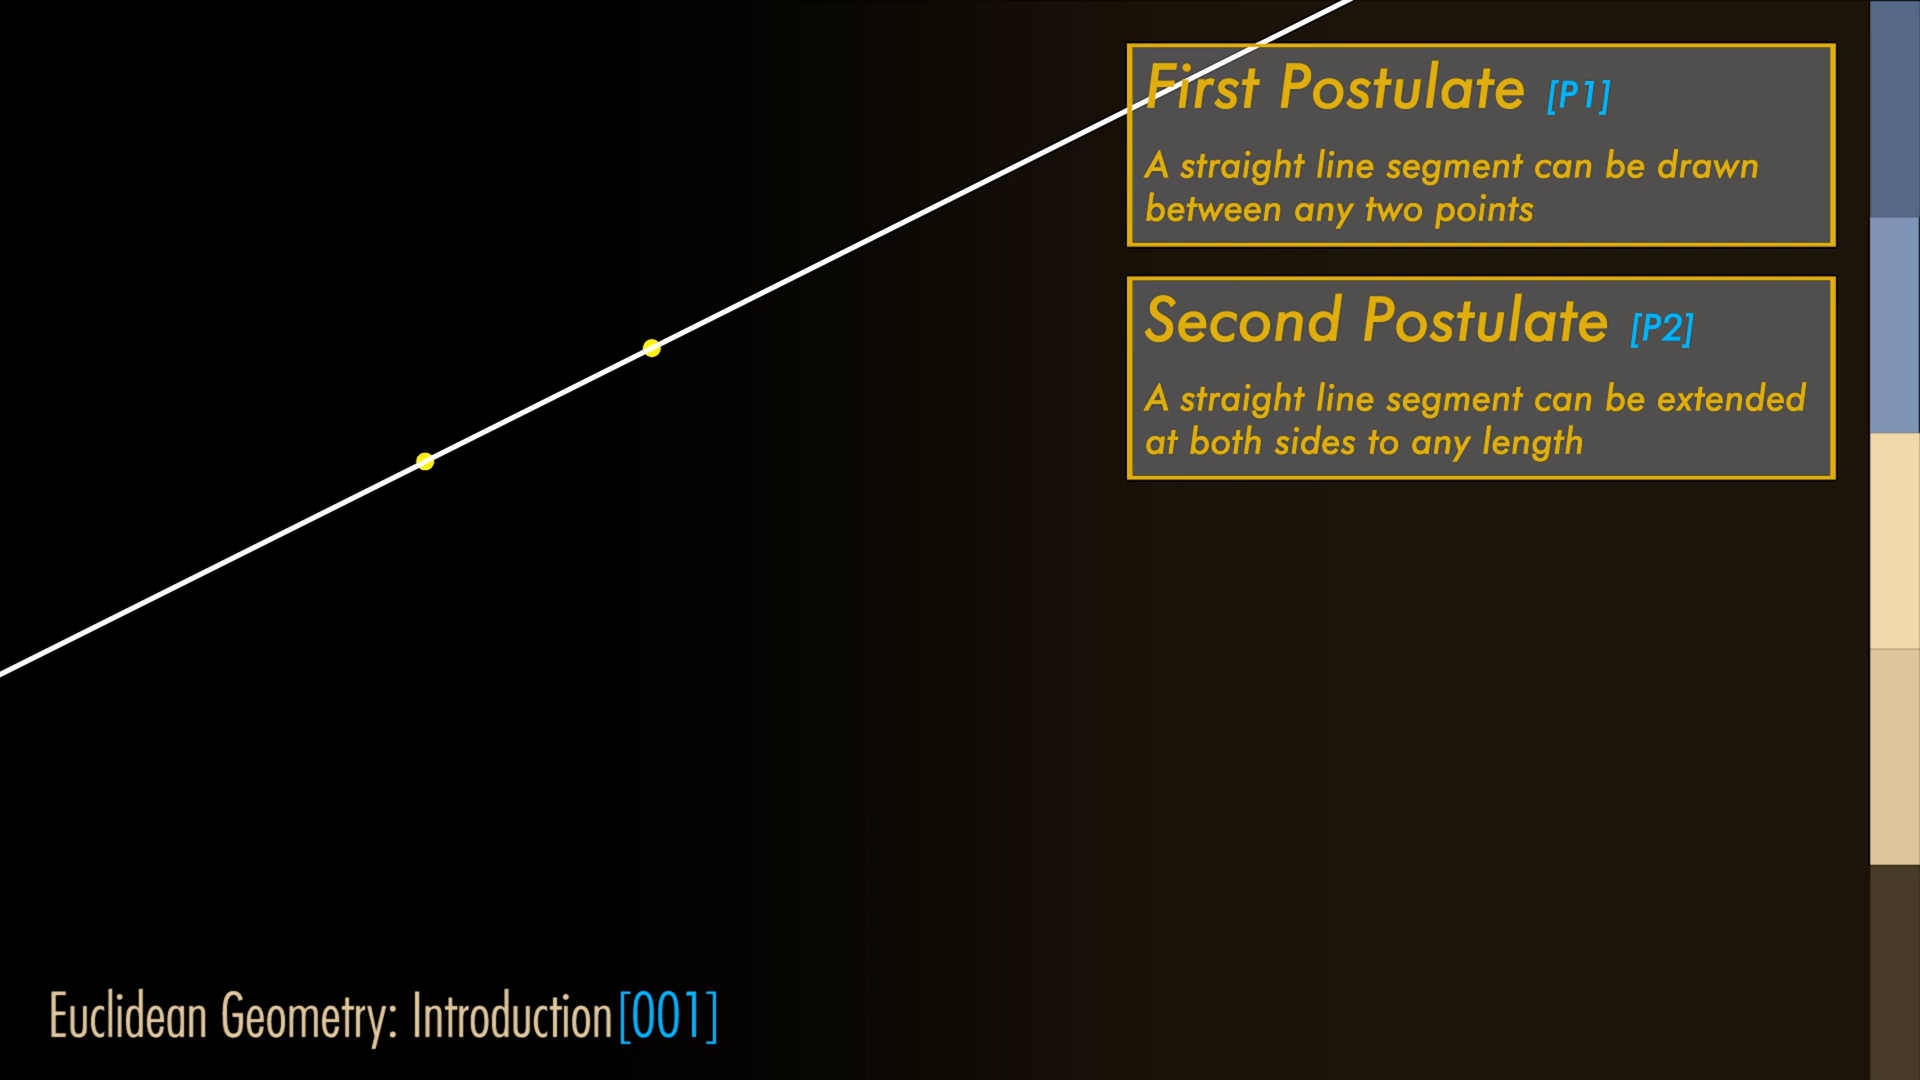 First Postulate [P1]
A straight line segment can be drawn
between any two points
Second Postulate [P2]
A straight line segment can be extended
at both sides to any length
Euclidean Geometry: Introduction[001]